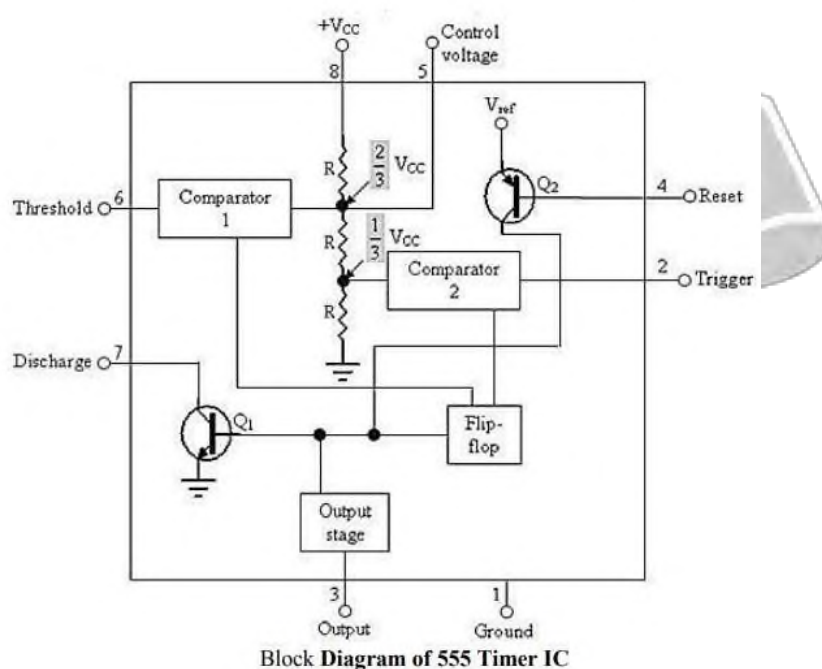 +VCC
Control
voltage
8
5
Vref
R
2/3 VCC
Q2
4
Reset
6
Threshold
Comparator
1
1/3 VCC
R
Comparator
2
2
Trigger
R
7
Discharge
Q1
Flip-
flop
Output
stage
3
Output
1
Ground
Block Diagram of 555 Timer IC